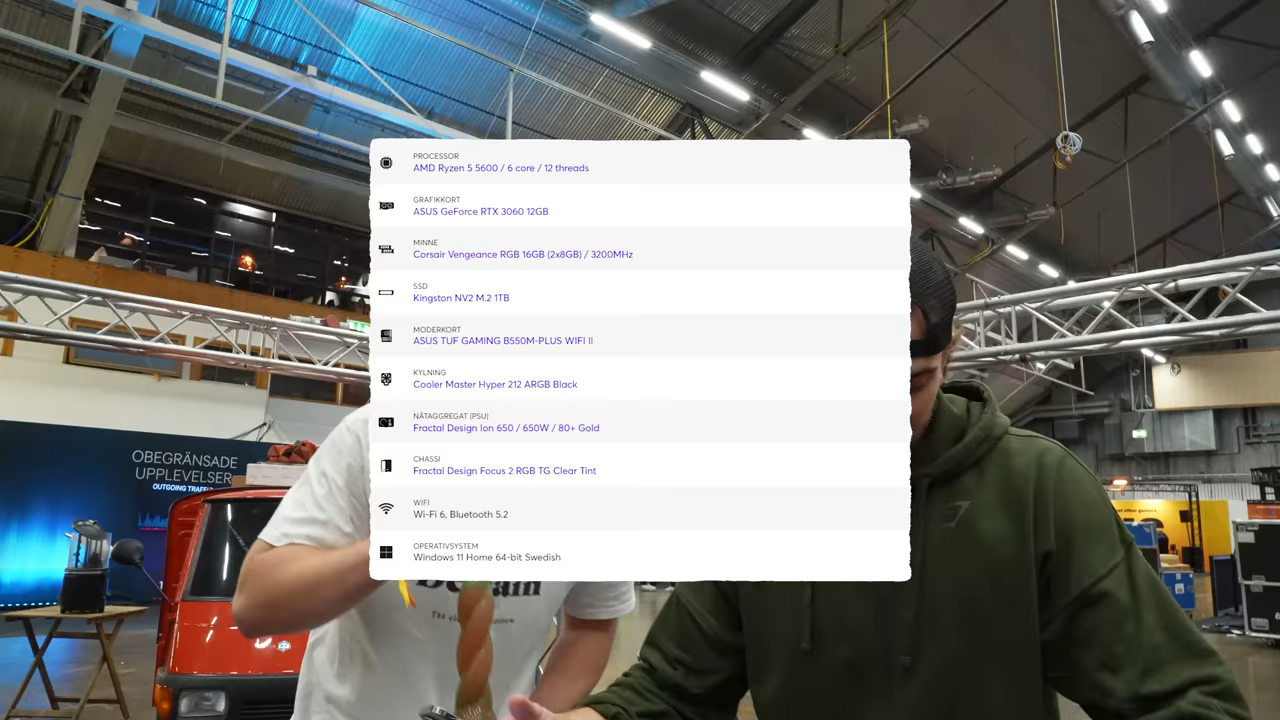 PROCESSOR
AMD Ryzen 5 5600 / 6 core / 12 threads
GRAFIKKORT
ASUS GeForce RTX 3060 12GB
MINNE
Corsair Vengeance RGB 16GB (2x8GB) / 3200MHz
SSD
Kingston NV2 M.2 1TB
MODERKORT
ASUS TUF GAMING B550M-PLUS WIFI II
KYLNING
Cooler Master Hyper 212 ARGB Black
NÄTAGGREGAT (PSU)
Fractal Design Ion 650 / 650W / 80+ Gold
CHASSI
Fractal Design Focus 2 RGB TG Clear Tint
WIFI
Wi-Fi 6, Bluetooth 5.2
OPERATIVSYSTEM
Windows 11 Home 64-bit Swedish
OBEGRÄNSADE
UPPLEVELSER
OUTGOING